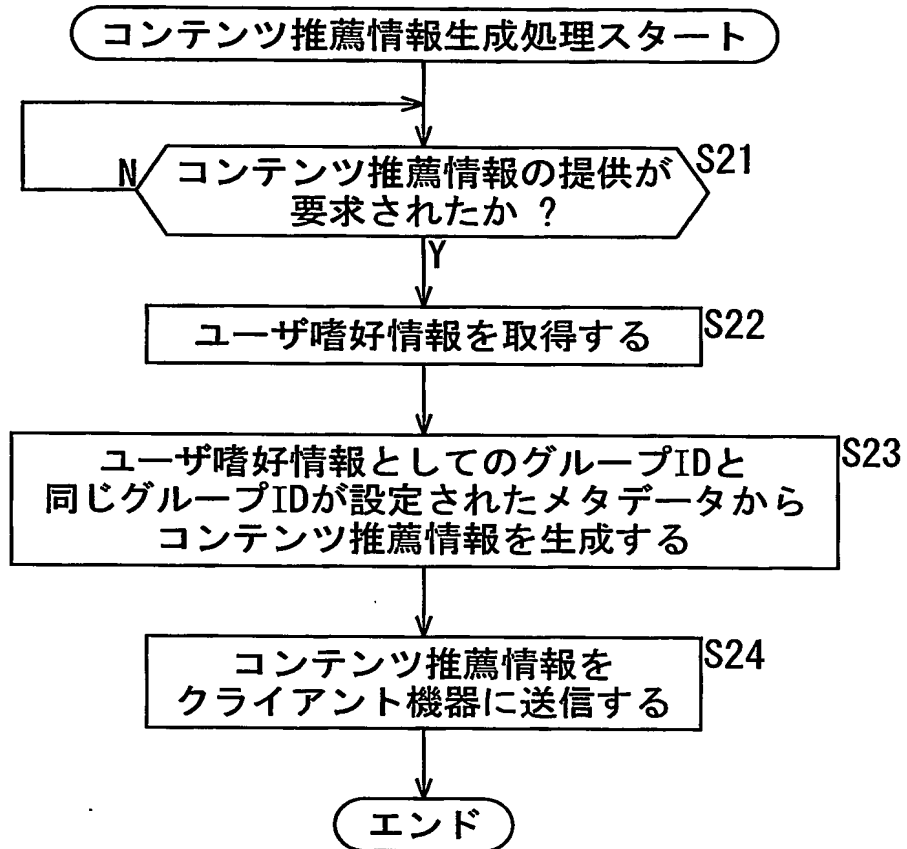 コンテンツ推薦情報生成処理スタート
S21
N
コンテンツ推薦情報の提供が
要求されたか ?
Y
S22
ユーザ嗜好情報を取得する
S23
ユーザ嗜好情報としてのグループIDと
同じグループIDが設定されたメタデータから
コンテンツ推薦情報を生成する
S24
コンテンツ推薦情報を
クライアント機器に送信する
エンド